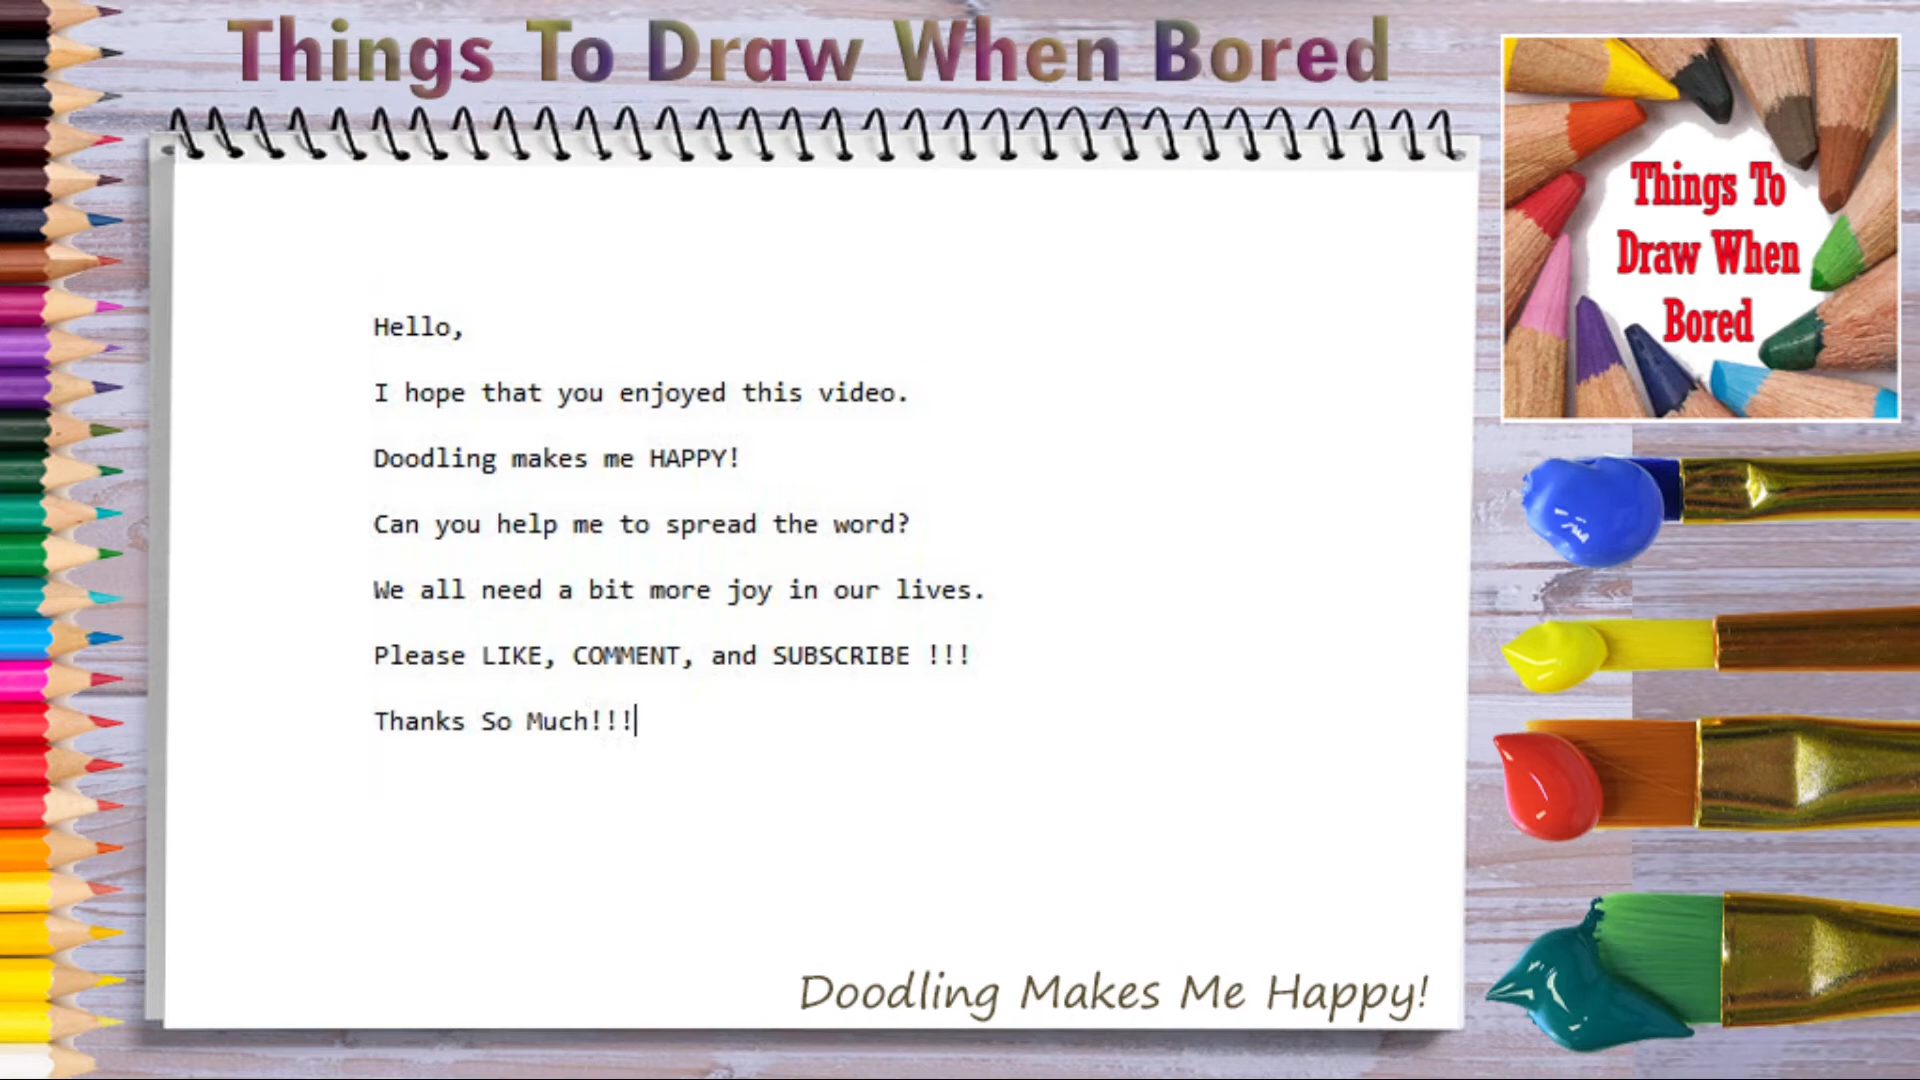 Things To Draw When Bored
Things To
Draw When
Bored
Hello,
I hope that you enjoyed this video.
Doodling makes me HAPPY!
Can you help me to spread the word?
We all need a bit more joy in our lives.
Please LIKE, COMMENT, and SUBSCRIBE !!!
Thanks So Much!!!
Doodling Makes Me Happy!